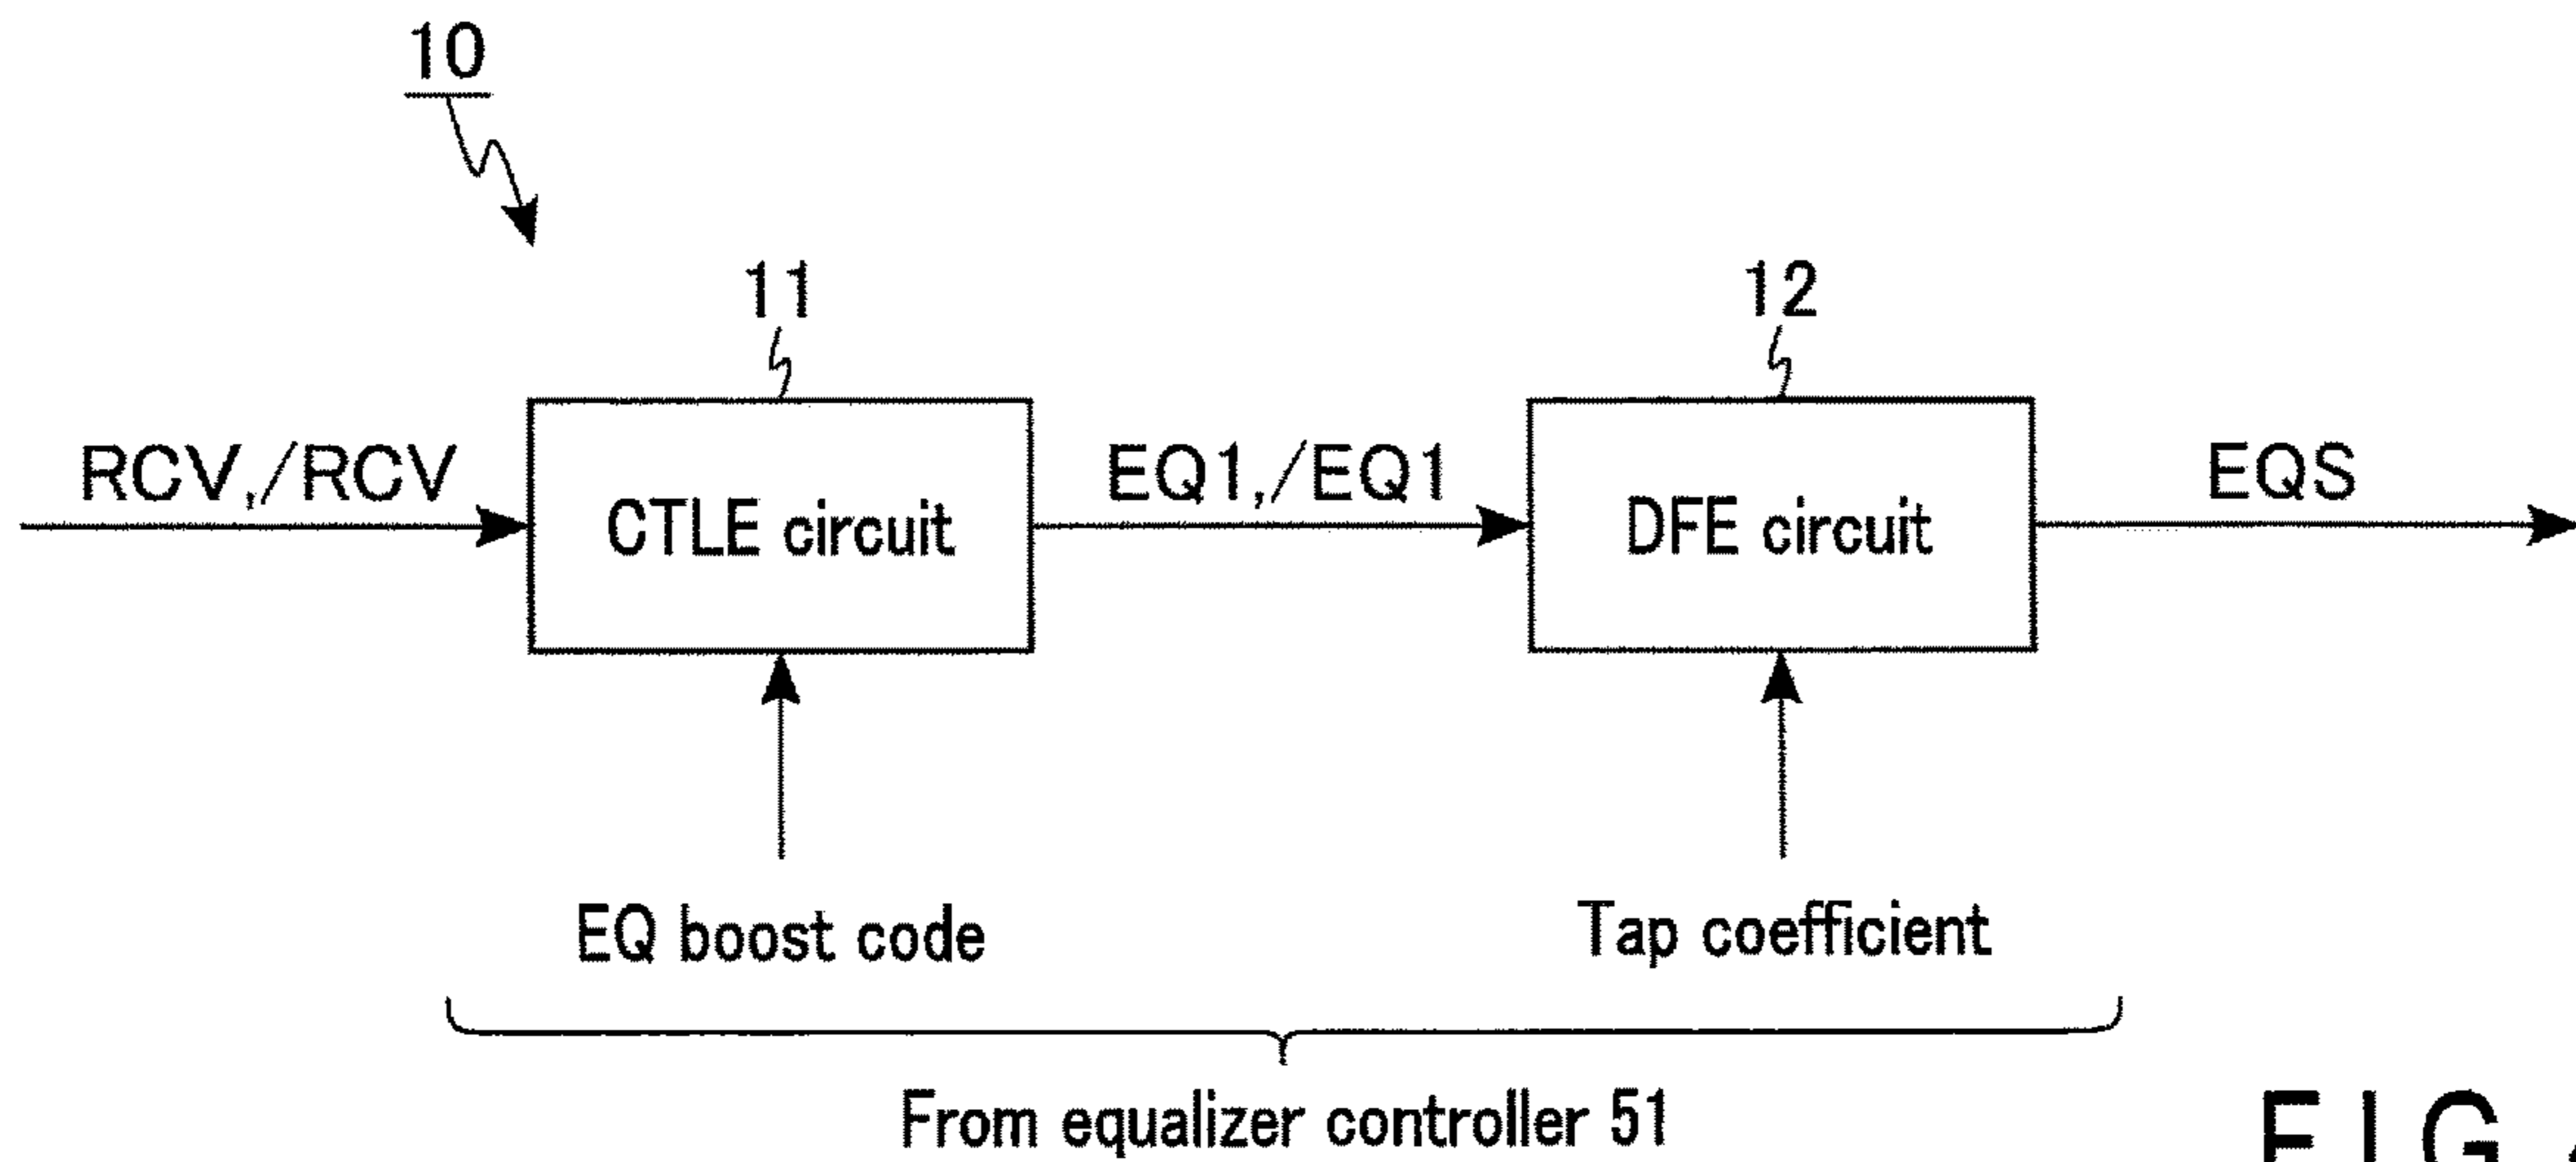 10
11
12
RCV,/RCV
CTLE circuit
EQ1,/EQ1
DFE circuit
EQS
EQ boost code
Tap coefficient
From equalizer controller 51
FIG